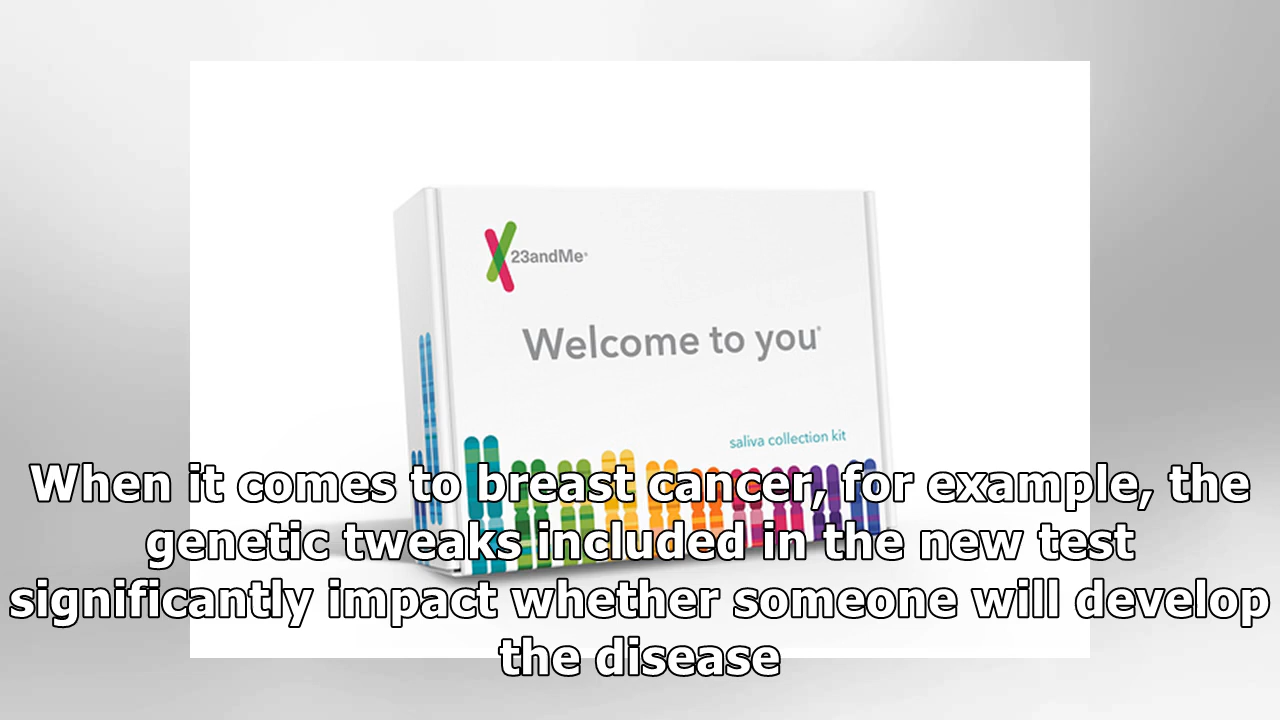 23andMe®
Welcome to you®
saliva collection kit
When it comes to breast cancer, for example, the
genetic tweaks included in the new test
significantly impact whether someone will develop
the disease